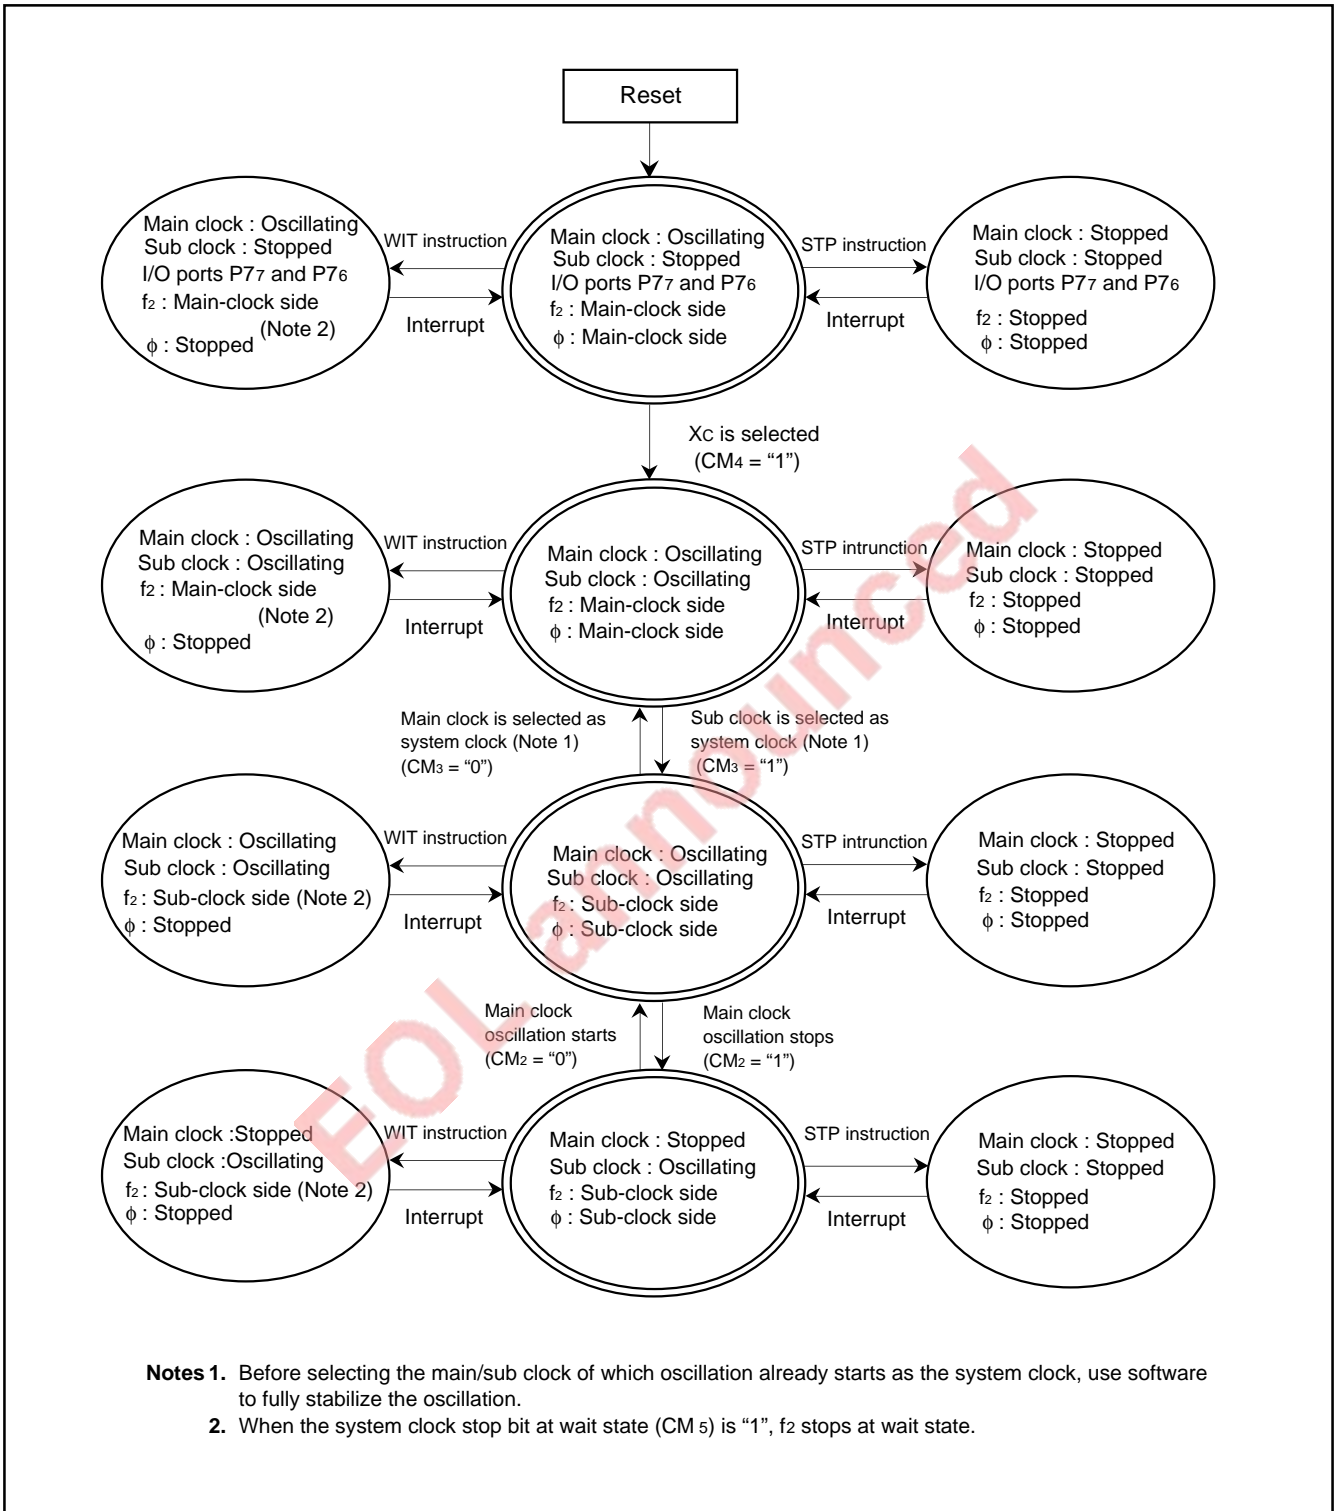 Reset
Main clock : Oscillating
Sub clock : Stopped
I/O ports P77 and P76
f2 : Main-clock side
(Note 2)
ϕ : Stopped
WIT instruction
Interrupt
Main clock : Oscillating
Sub clock : Stopped
I/O ports P77 and P76
f2 : Main-clock side
ϕ : Main-clock side
STP instruction
Interrupt
Main clock : Stopped
Sub clock : Stopped
I/O ports P77 and P76
f2 : Stopped
ϕ : Stopped
XC is selected
(CM4 = “1”)
Main clock : Oscillating
Sub clock : Oscillating
f2 : Main-clock side
(Note 2)
ϕ : Stopped
WIT instruction
Interrupt
Main clock : Oscillating
Sub clock : Oscillating
f2 : Main-clock side
ϕ : Main-clock side
STP intrunction
Interrupt
Main clock : Stopped
Sub clock : Stopped
f2 : Stopped
ϕ : Stopped
Main clock is selected as
system clock (Note 1)
(CM3 = “0”)
Sub clock is selected as
system clock (Note 1)
(CM3 = “1”)
Main clock : Oscillating
Sub clock : Oscillating
f2 : Sub-clock side (Note 2)
ϕ : Stopped
WIT instruction
Interrupt
Main clock : Oscillating
Sub clock : Oscillating
f2 : Sub-clock side
ϕ : Sub-clock side
STP intrunction
Interrupt
Main clock : Stopped
Sub clock : Stopped
f2 : Stopped
ϕ : Stopped
Main clock
oscillation starts
(CM2 = “0”)
Main clock
oscillation stops
(CM2 = “1”)
Main clock :Stopped
Sub clock :Oscillating
f2 : Sub-clock side (Note 2)
ϕ : Stopped
WIT instruction
Interrupt
Main clock : Stopped
Sub clock : Oscillating
f2 : Sub-clock side
ϕ : Sub-clock side
STP instruction
Interrupt
Main clock : Stopped
Sub clock : Stopped
f2 : Stopped
ϕ : Stopped
EOL announced
Notes 1. Before selecting the main/sub clock of which oscillation already starts as the system clock, use software
to fully stabilize the oscillation.
2. When the system clock stop bit at wait state (CM 5) is “1”, f2 stops at wait state.